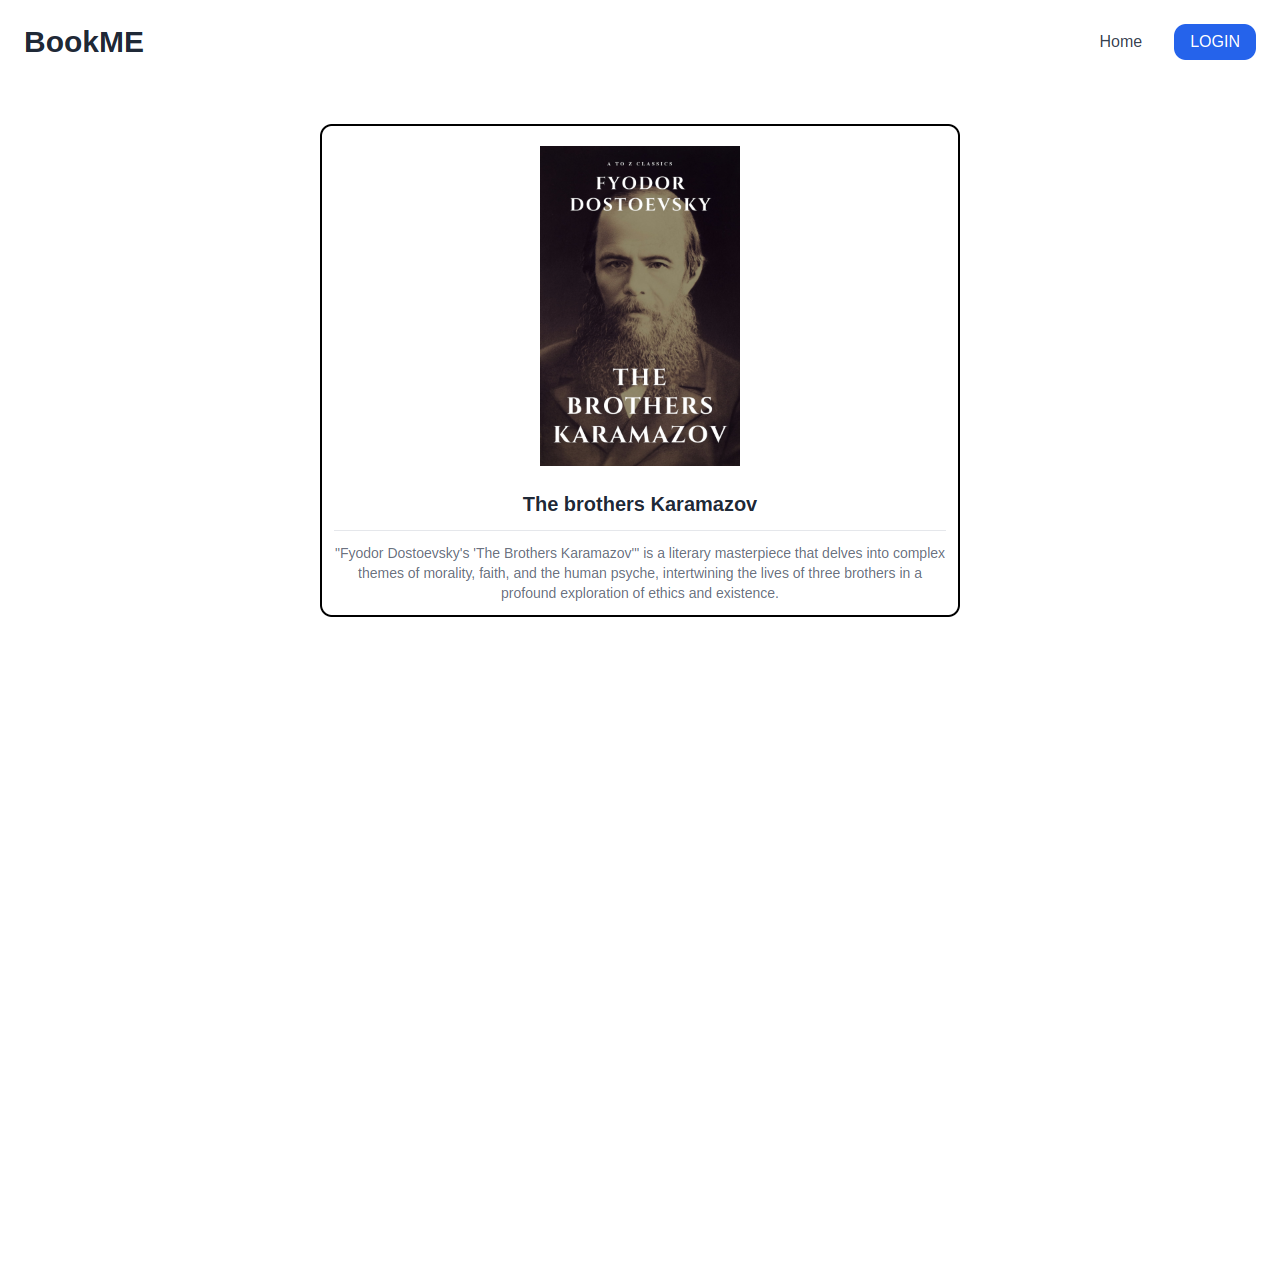 BookME
Home
LOGIN
A TO Z CLASSICS
FYODOR
DOSTOEVSKY
THE
BROTHERS
KARAMAZOV
The brothers Karamazov
"Fyodor Dostoevsky's 'The Brothers Karamazov'" is a literary masterpiece that delves into complex
themes of morality, faith, and the human psyche, intertwining the lives of three brothers in a
profound exploration of ethics and existence.